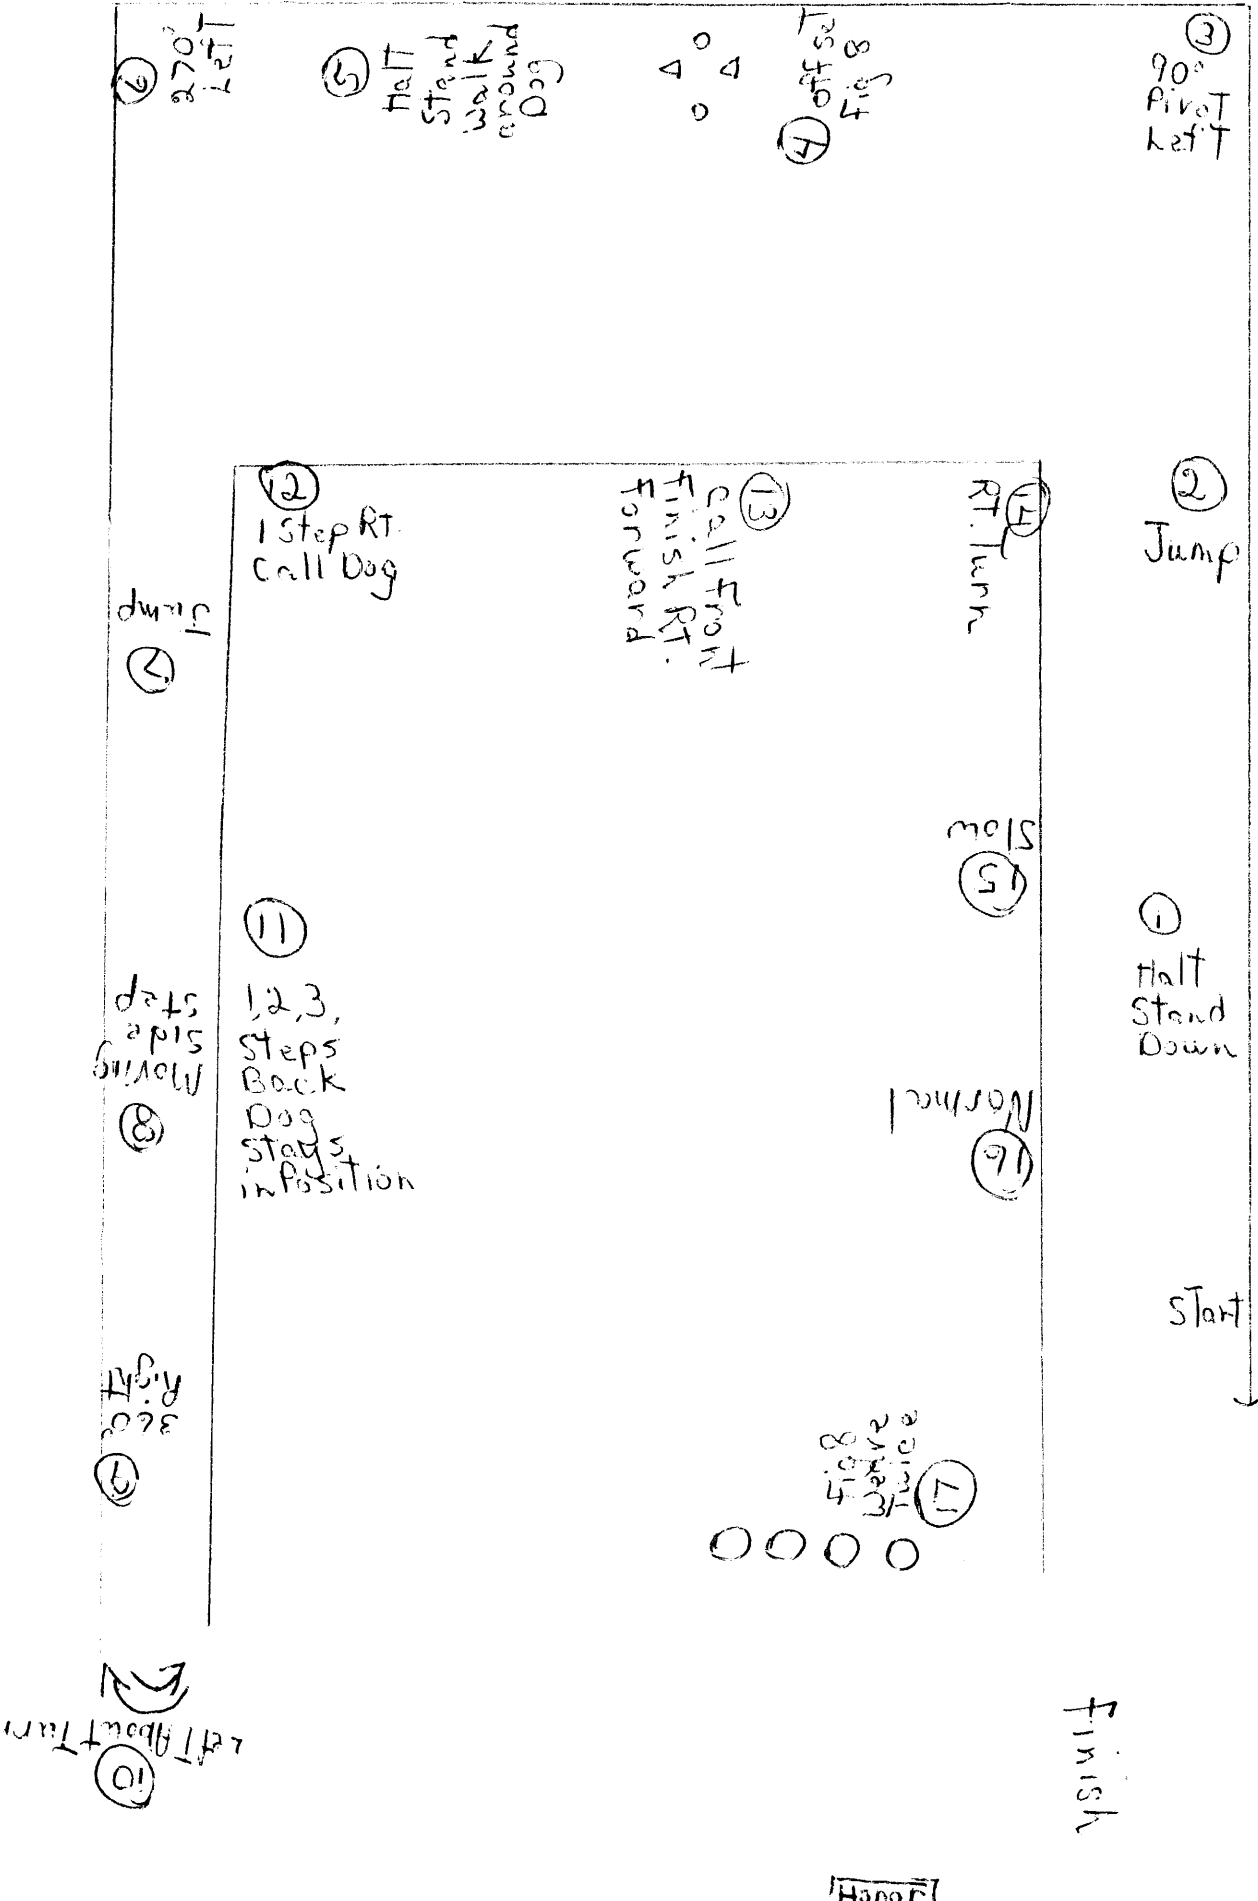 Start
1
Halt
Stand
Down
2
Jump
3
90°
Pivot
Left
4
offset
Fig 8
5
Halt
Stand
walk
around
Dog
6
270°
Left
7
Jump
8
Moving
Side
Step
9
360°
Right
10
Left About Turn
11
1,2,3,
Steps
Back
Dog
Stays
in Position
12
1 Step Rt.
Call Dog
13
Call Front
Finish Rt.
Forward
14
Rt. Turn
15
Slow
16
Normal
17
Fig 8
Weave
Twice
Finish
Honor